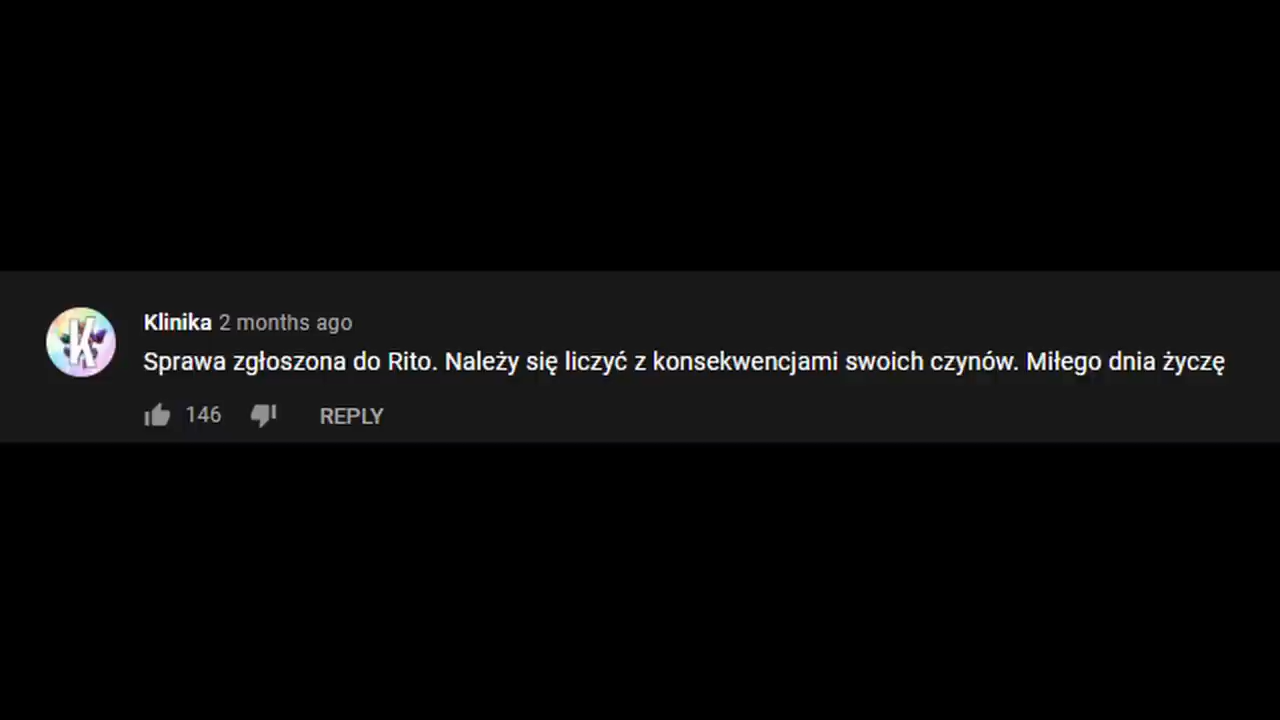 K
Klinika 2 months ago
Sprawa zgłoszona do Rito. Należy się liczyć z konsekwencjami swoich czynów. Miłego dnia życzę
146 REPLY